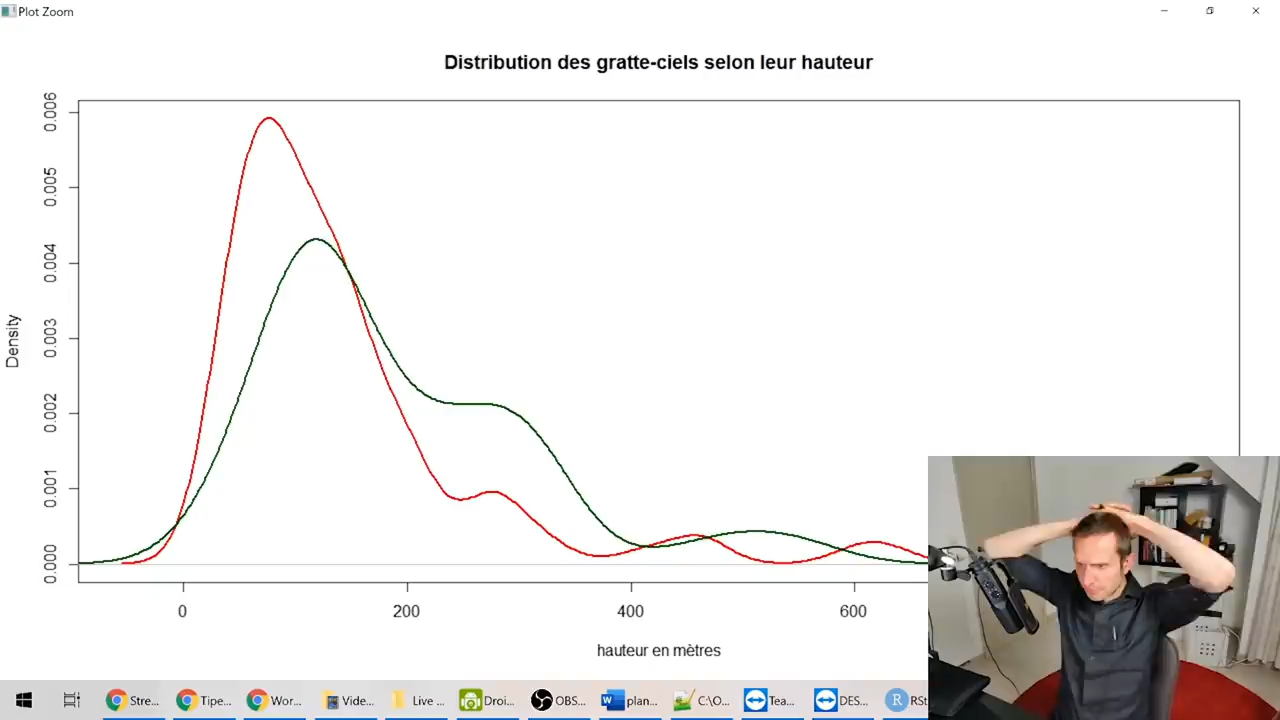 Plot Zoom
Distribution des gratte-ciels selon leur hauteur
0.006
0.005
0.004
0.003
0.002
0.001
0.000
Density
0 200 400 600
hauteur en mètres
Stre... Tipe... Wor... Vide... Live ... Droi... OBS... plan... C:\O... Tea... DES... RSt